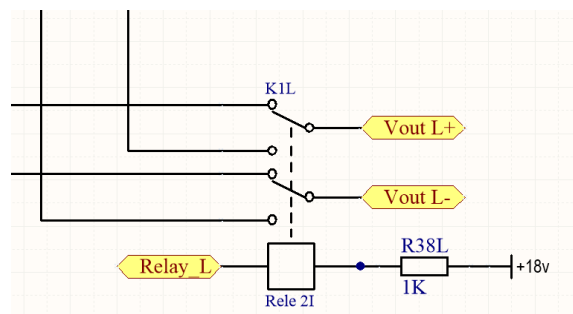 K1L
Vout L+
Vout L-
Relay_L
Rele 2I
R38L
1K
+18v